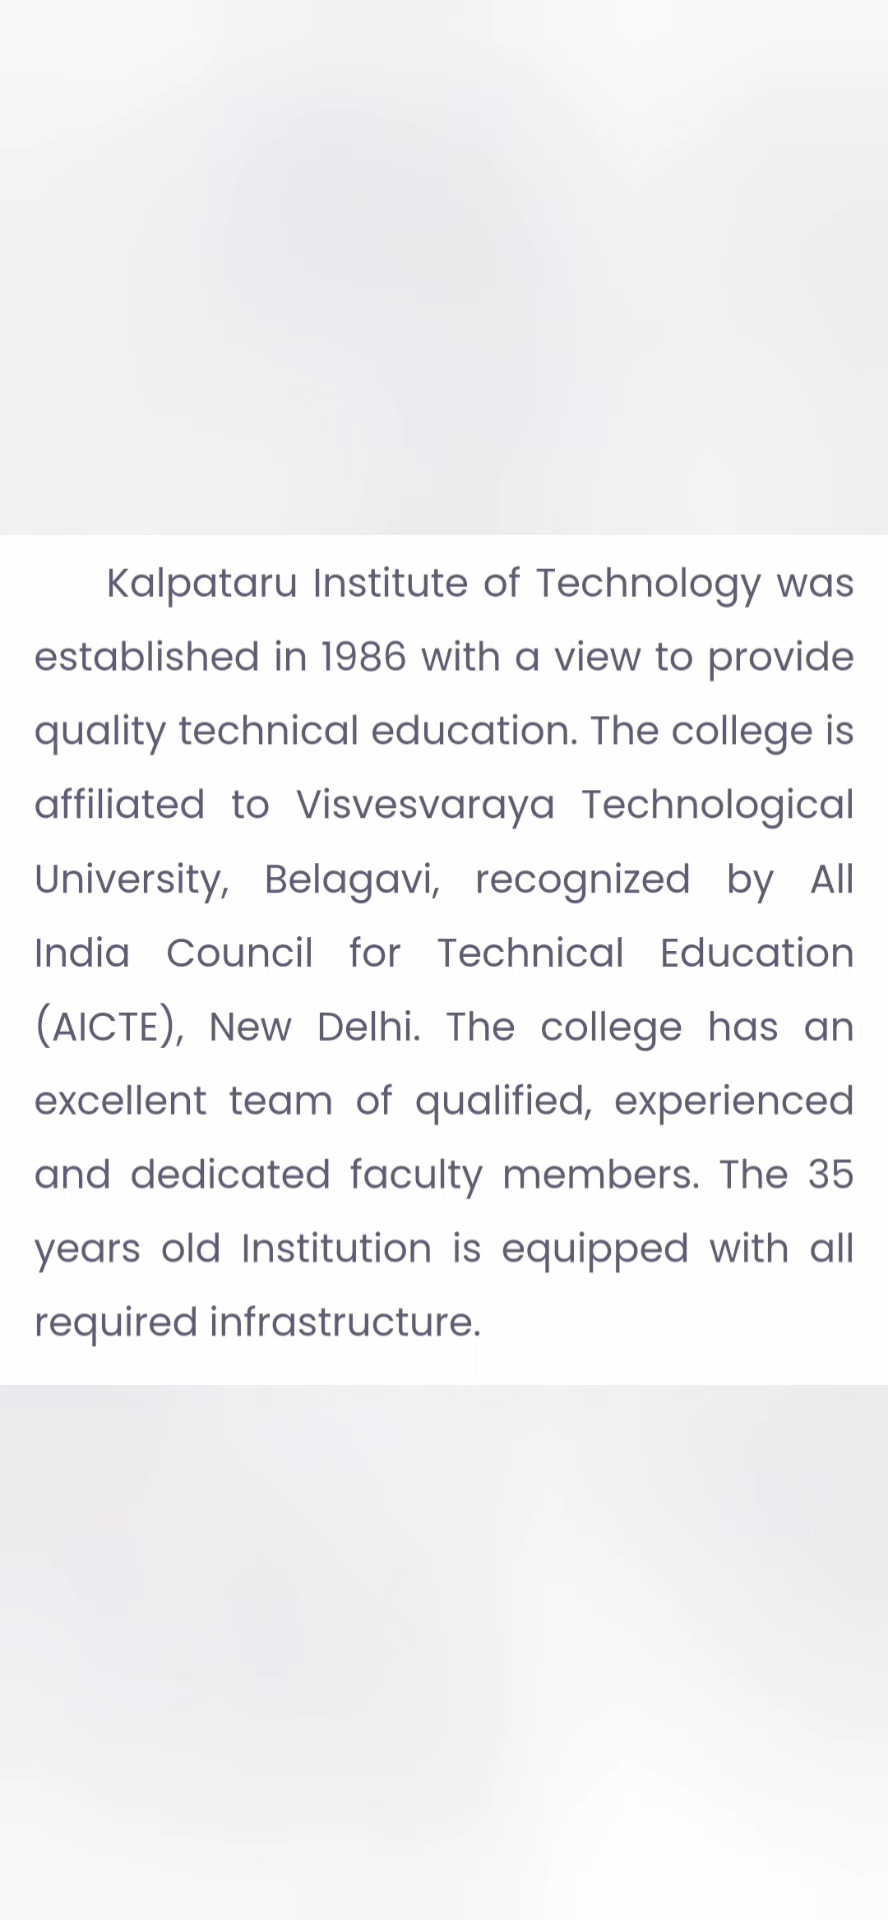 Kalpataru Institute of Technology was
established in 1986 with a view to provide
quality technical education. The college is
affiliated to Visvesvaraya Technological
University, Belagavi, recognized by All
India Council for Technical Education
(AICTE), New Delhi. The college has an
excellent team of qualified, experienced
and dedicated faculty members. The 35
years old Institution is equipped with all
required infrastructure.